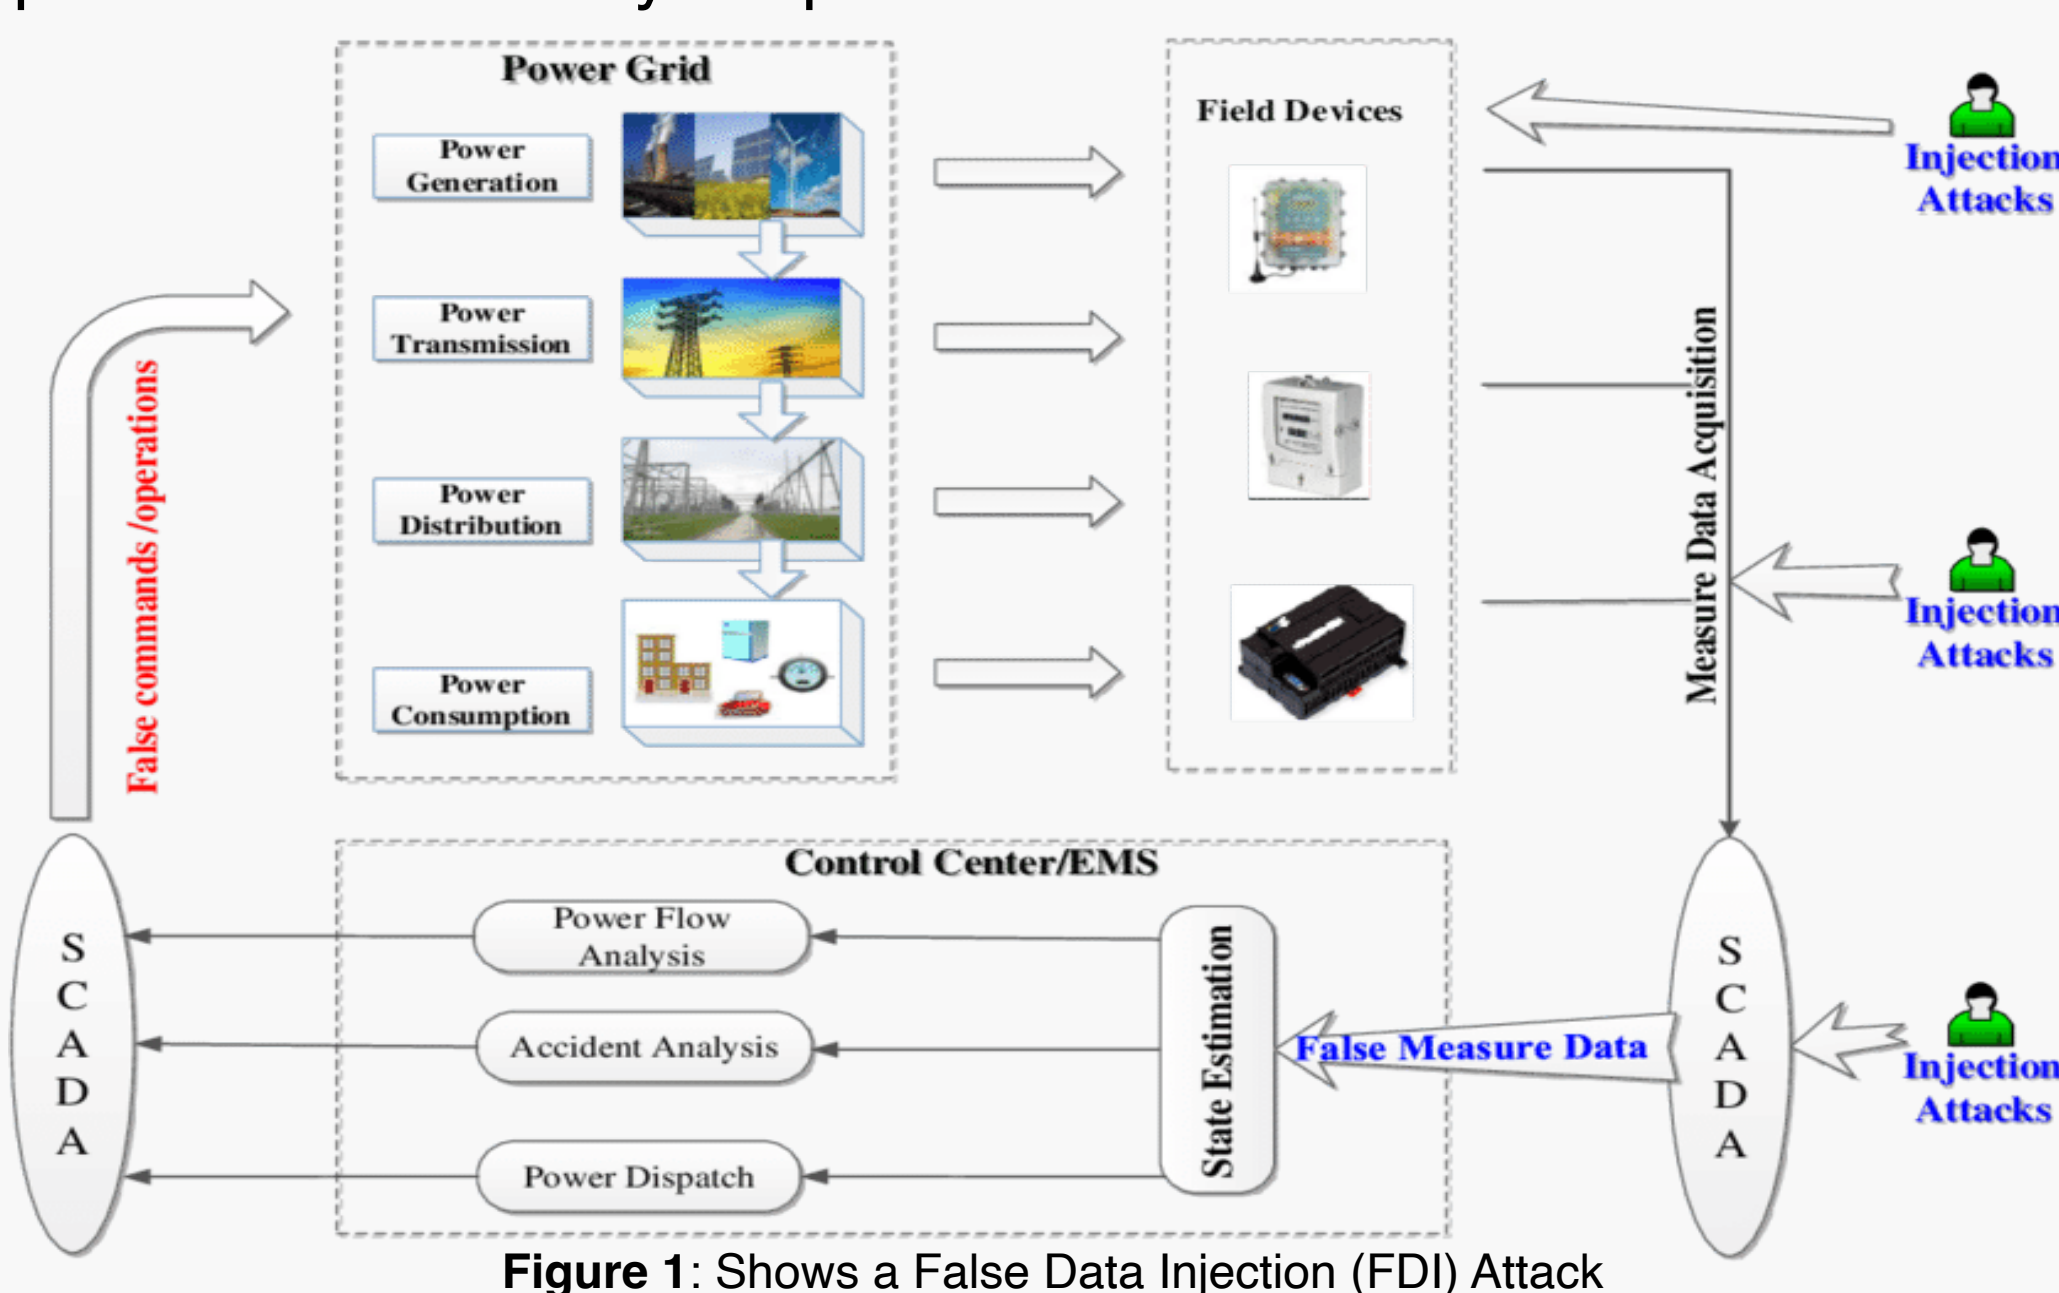 Power Grid
Power
Generation
Power
Transmission
Power
Distribution
Power
Consumption
Field Devices
Injection
Attacks
Measure Data Acquisition
Injection
Attacks
False commands /operations
Control Center/EMS
Power Flow
Analysis
Accident Analysis
Power Dispatch
State Estimation
False Measure Data
S
C
A
D
A
S
C
A
D
A
Injection
Attacks
Figure 1: Shows a False Data Injection (FDI) Attack